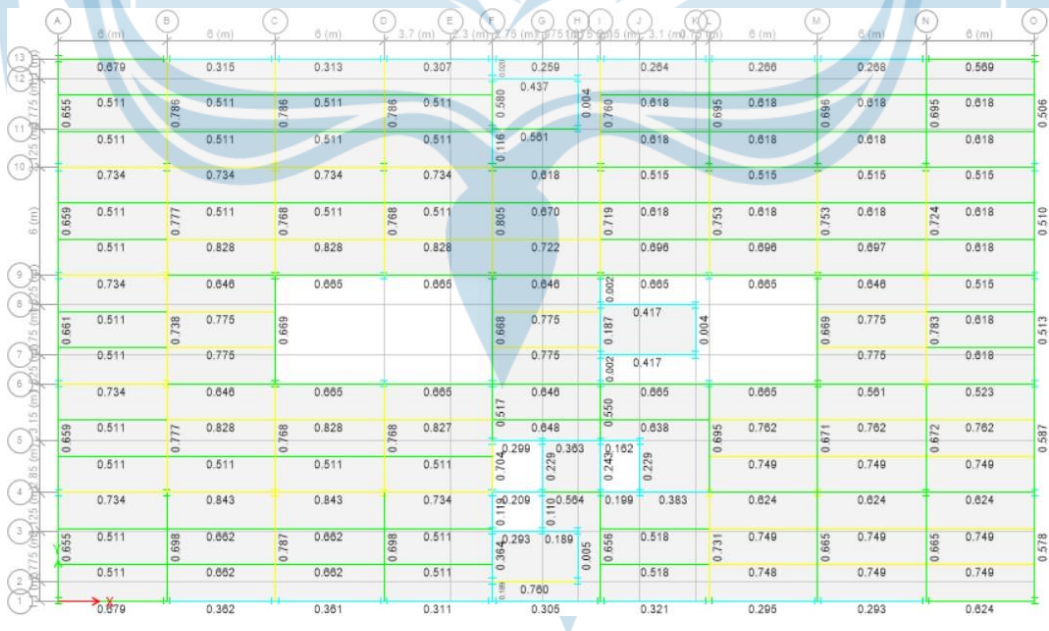 A B C D E F G H I J K L M N O
6 (m) 6 (m) 6 (m) 3.7 (m) 3.1 (m) 6 (m) 6 (m) 6 (m)
13 0.679 0.315 0.313 0.307 0.259 0.264 0.266 0.268 0.569
12 0.437
0.655 0.786 0.786 0.786 0.580 0.004 0.760 0.695 0.696 0.695 0.506
0.511 0.511 0.511 0.511 0.618 0.618 0.618 0.618
11 0.511 0.511 0.511 0.511 0.561 0.618 0.618 0.618 0.618
0.116
10 0.734 0.734 0.734 0.734 0.618 0.515 0.515 0.515 0.515
6 (m) 0.659 0.777 0.768 0.768 0.805 0.719 0.753 0.753 0.724 0.510
0.511 0.511 0.511 0.511 0.670 0.618 0.618 0.618 0.618
0.511 0.828 0.828 0.828 0.722 0.696 0.696 0.697 0.618
9 0.734 0.646 0.665 0.665 0.646 0.665 0.665 0.646 0.515
0.002
8 0.417
0.661 0.738 0.669 0.668 0.187 0.004 0.669 0.783 0.513
0.511 0.775 0.775 0.775 0.618
7 0.511 0.775 0.775 0.417 0.775 0.618
0.002
6 0.734 0.646 0.665 0.665 0.646 0.665 0.665 0.561 0.523
0.517 0.550
0.659 0.777 0.768 0.768 0.695 0.671 0.672 0.587
0.511 0.828 0.828 0.827 0.648 0.638 0.762 0.762 0.762
5 0.299 0.363 0.162
0.704 0.229 0.243 0.229
0.511 0.511 0.511 0.511 0.749 0.749 0.749
4 0.734 0.843 0.843 0.734 0.209 0.564 0.199 0.383 0.624 0.624 0.624
0.110
3 0.511 0.662 0.662 0.511 0.293 0.189 0.518 0.749 0.749 0.749
0.655 0.698 0.787 0.698 0.364 0.005 0.656 0.731 0.665 0.665 0.578
Y
0.511 0.662 0.662 0.511 0.518 0.748 0.749 0.749
2 0.760
1 X
0.679 0.362 0.361 0.311 0.305 0.321 0.295 0.293 0.624